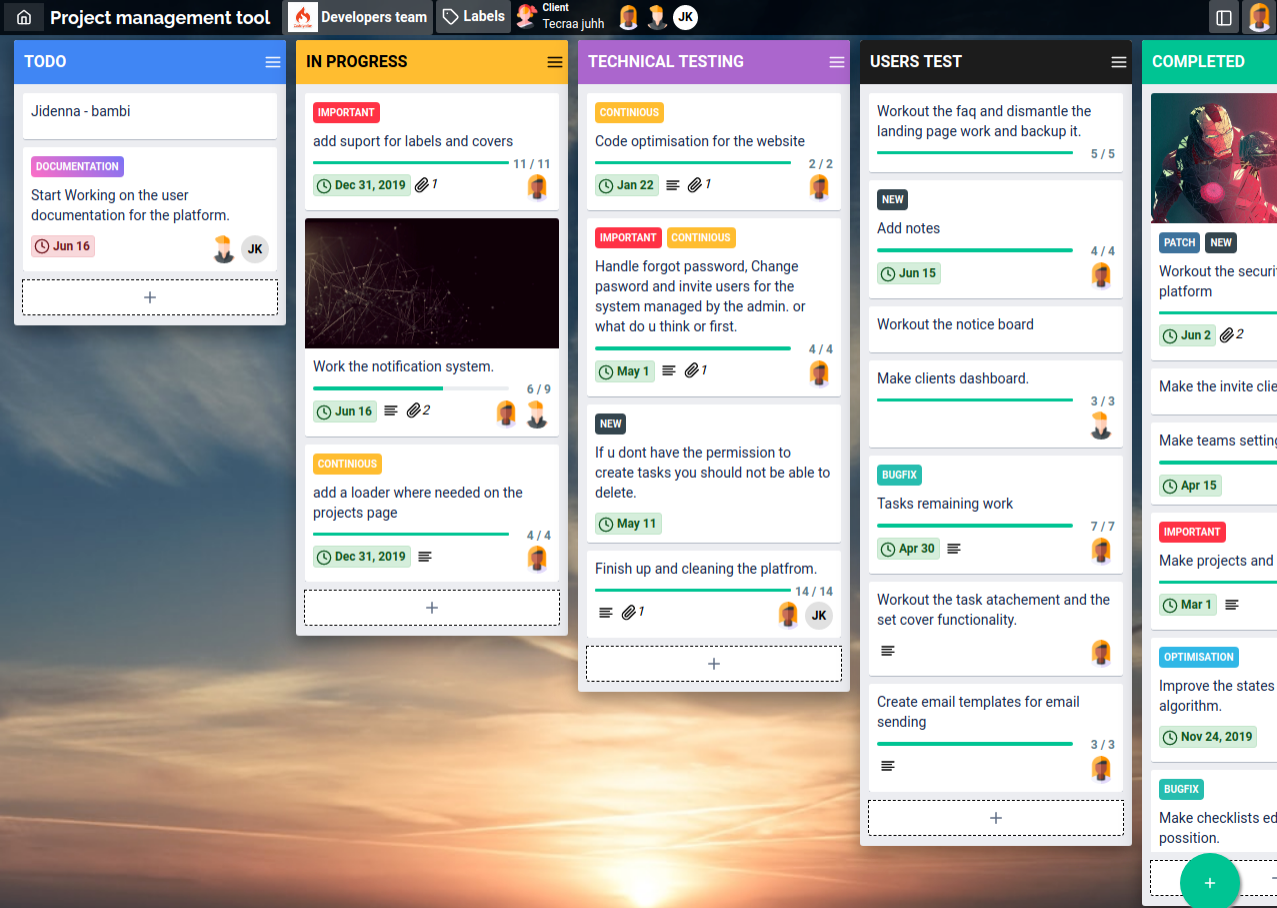 Project management tool
Developers team
Labels
Client
Tecraa juhh
JK
TODO
Jidenna - bambi
DOCUMENTATION
Start Working on the user
documentation for the platform.
Jun 16
JK
IN PROGRESS
IMPORTANT
add suport for labels and covers
11 / 11
Dec 31, 2019
1
Work the notification system.
6 / 9
Jun 16
2
CONTINIOUS
add a loader where needed on the
projects page
4 / 4
Dec 31, 2019
TECHNICAL TESTING
CONTINIOUS
Code optimisation for the website
2 / 2
Jan 22
1
IMPORTANT CONTINIOUS
Handle forgot password, Change
pasword and invite users for the
system managed by the admin. or
what do u think or first.
4 / 4
May 1
1
NEW
If u dont have the permission to
create tasks you should not be able to
delete.
May 11
Finish up and cleaning the platfrom.
14 / 14
1
JK
USERS TEST
Workout the faq and dismantle the
landing page work and backup it.
5 / 5
NEW
Add notes
4 / 4
Jun 15
Workout the notice board
Make clients dashboard.
3 / 3
BUGFIX
Tasks remaining work
7 / 7
Apr 30
Workout the task atachement and the
set cover functionality.
Create email templates for email
sending
3 / 3
COMPLETED
PATCH NEW
Workout the securi
platform
Jun 2
2
Make the invite clie
Make teams setting
Apr 15
IMPORTANT
Make projects and
Mar 1
OPTIMISATION
Improve the states
algorithm.
Nov 24, 2019
BUGFIX
Make checklists ed
possition.